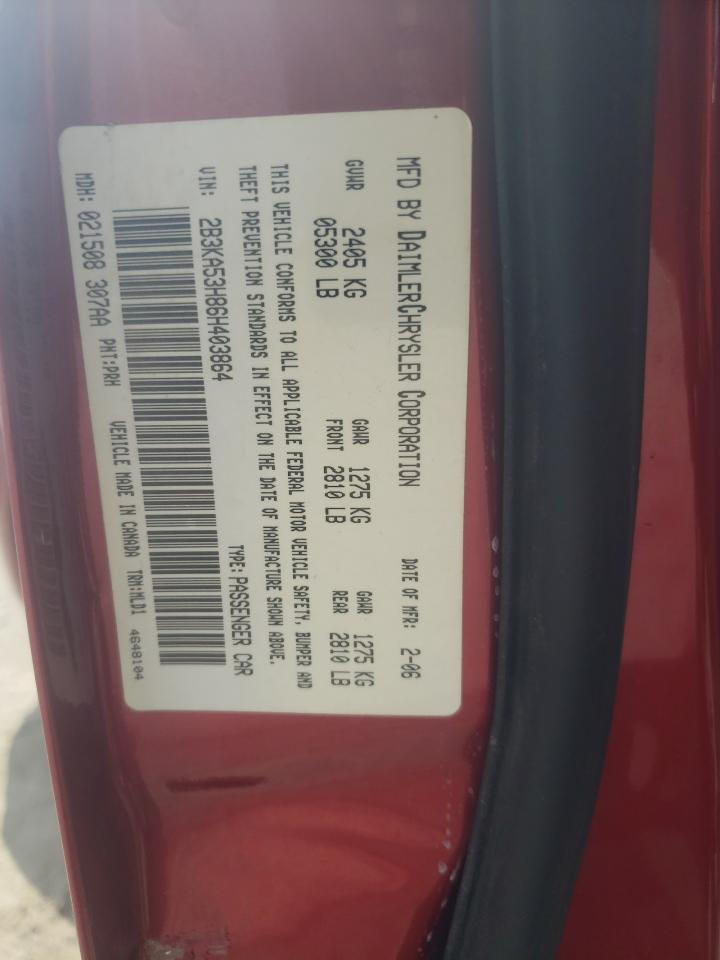 MFD BY DAIMLERCHRYSLER CORPORATION DATE OF MFR: 2-06
GVWR 2405 KG GAWR 1275 KG GAWR 1275 KG
05300 LB FRONT 2810 LB REAR 2810 LB
THIS VEHICLE CONFORMS TO ALL APPLICABLE FEDERAL MOTOR VEHICLE SAFETY, BUMPER AND
THEFT PREVENTION STANDARDS IN EFFECT ON THE DATE OF MANUFACTURE SHOWN ABOVE.
VIN: 2B3KA53H86H403864 TYPE: PASSENGER CAR
MDH: 021508 307AA PNT:PRH VEHICLE MADE IN CANADA TRM:MLD1 4648104